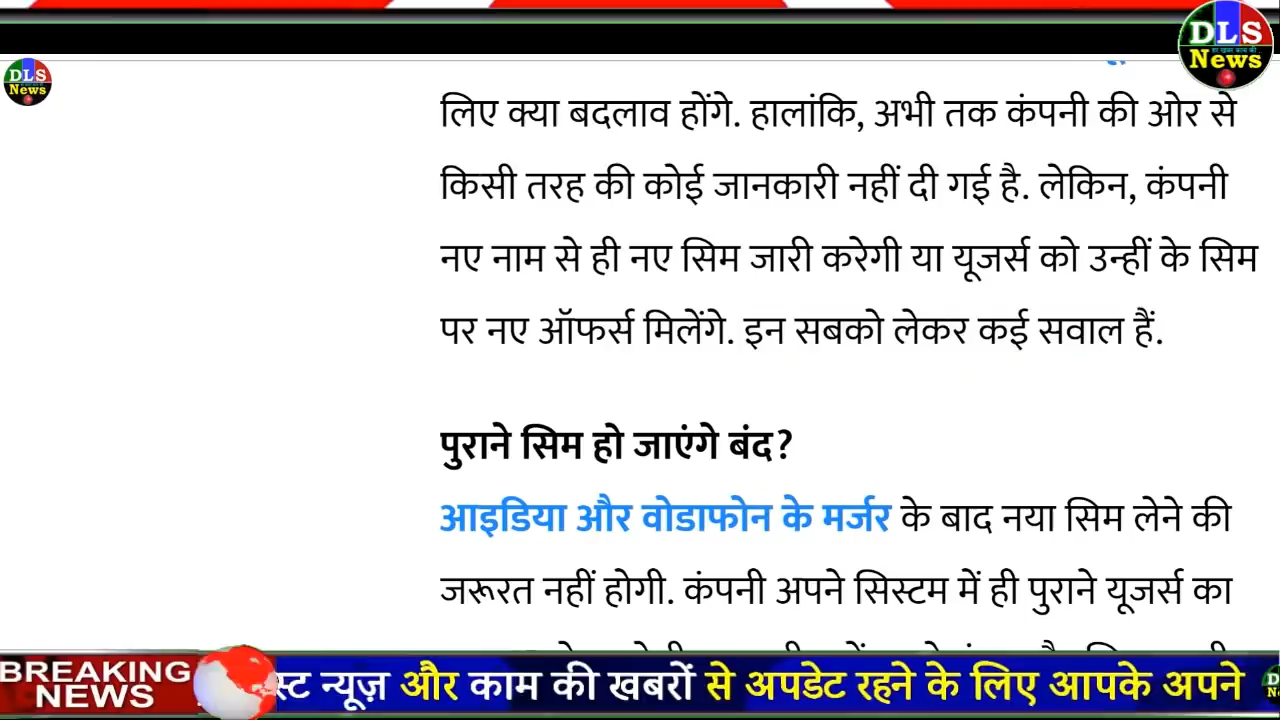 DLS
News
DLS
News
लिए क्या बदलाव होंगे. हालांकि, अभी तक कंपनी की ओर से
किसी तरह की कोई जानकारी नहीं दी गई है. लेकिन, कंपनी
नए नाम से ही नए सिम जारी करेगी या यूजर्स को उन्हीं के सिम
पर नए ऑफर्स मिलेंगे. इन सबको लेकर कई सवाल हैं.
पुराने सिम हो जाएंगे बंद?
आइडिया और वोडाफोन के मर्जर के बाद नया सिम लेने की
जरूरत नहीं होगी. कंपनी अपने सिस्टम में ही पुराने यूजर्स का
BREAKING
NEWS
न्यूज़ और काम की खबरों से अपडेट रहने के लिए आपके अपने